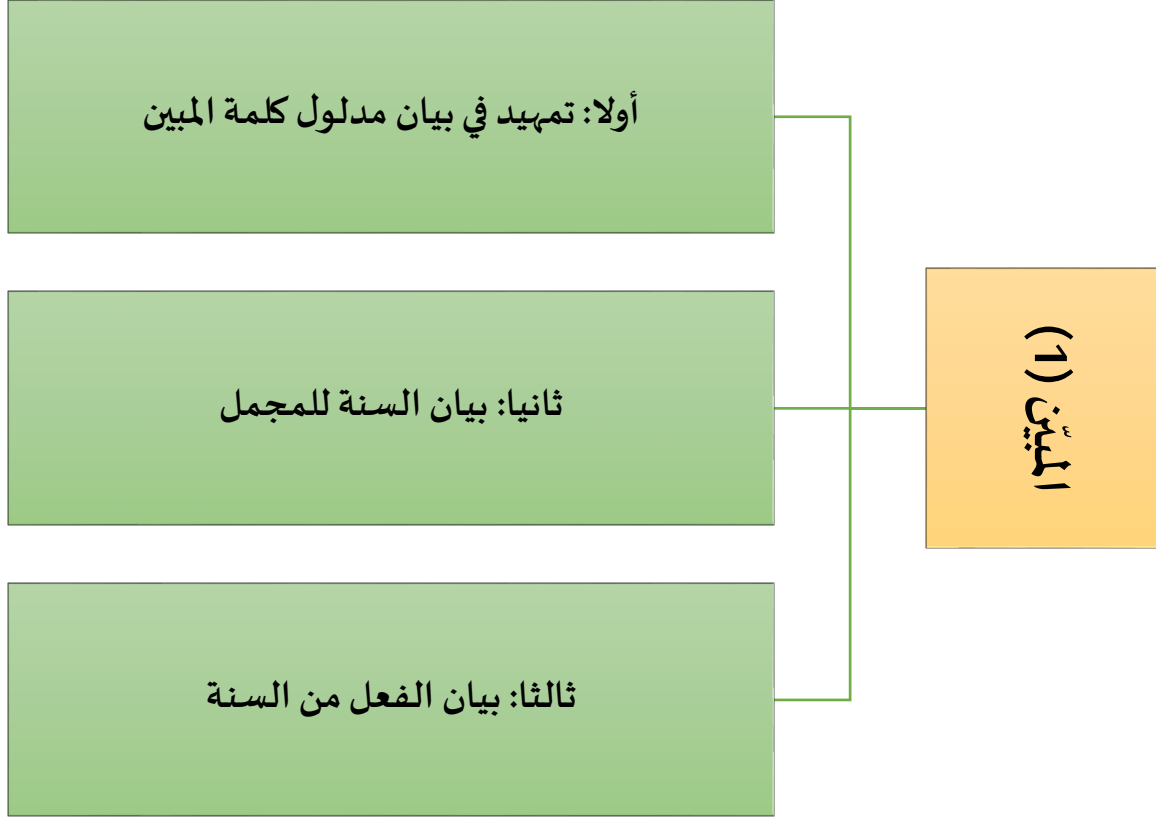 المبيّن (1)
أولا: تمهيد في بيان مدلول كلمة المبين
ثانيا: بيان السنة للمجمل
ثالثا: بيان الفعل من السنة